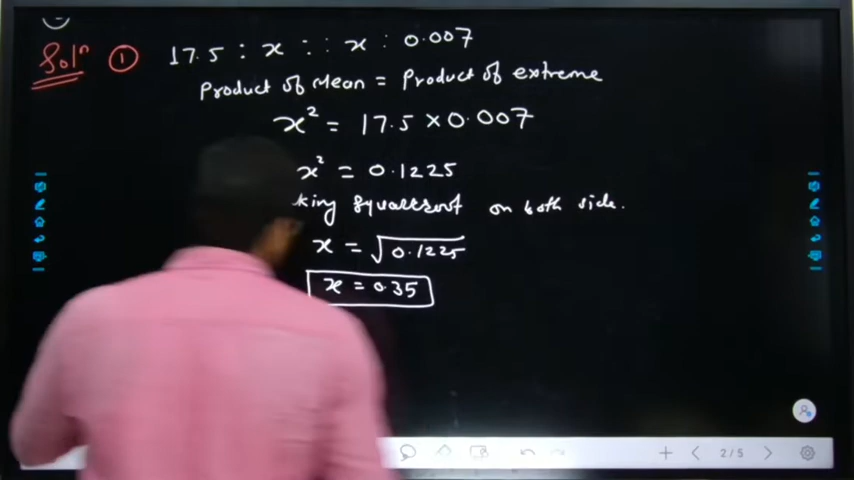 Solⁿ ① 17.5 : x : : x : 0.007
Product of Mean = Product of extreme
x² = 17.5 × 0.007
x² = 0.1225
king squareroot on both side.
x = √0.1225
x = 0.35
2/5